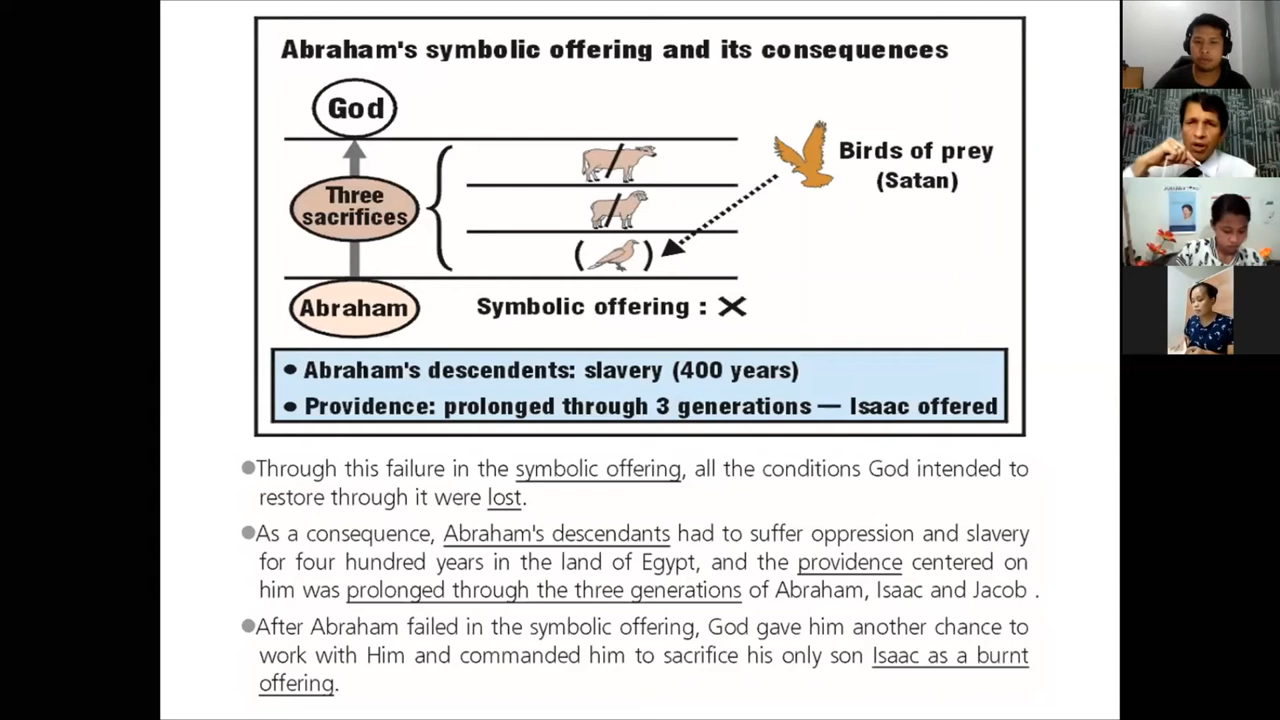 Abraham's symbolic offering and its consequences
God
Three
sacrifices
Abraham
Birds of prey
(Satan)
( )
Symbolic offering : ×
● Abraham's descendents: slavery (400 years)
● Providence: prolonged through 3 generations — Isaac offered
●Through this failure in the symbolic offering, all the conditions God intended to
restore through it were lost.
●As a consequence, Abraham's descendants had to suffer oppression and slavery
for four hundred years in the land of Egypt, and the providence centered on
him was prolonged through the three generations of Abraham, Isaac and Jacob .
●After Abraham failed in the symbolic offering, God gave him another chance to
work with Him and commanded him to sacrifice his only son Isaac as a burnt
offering.